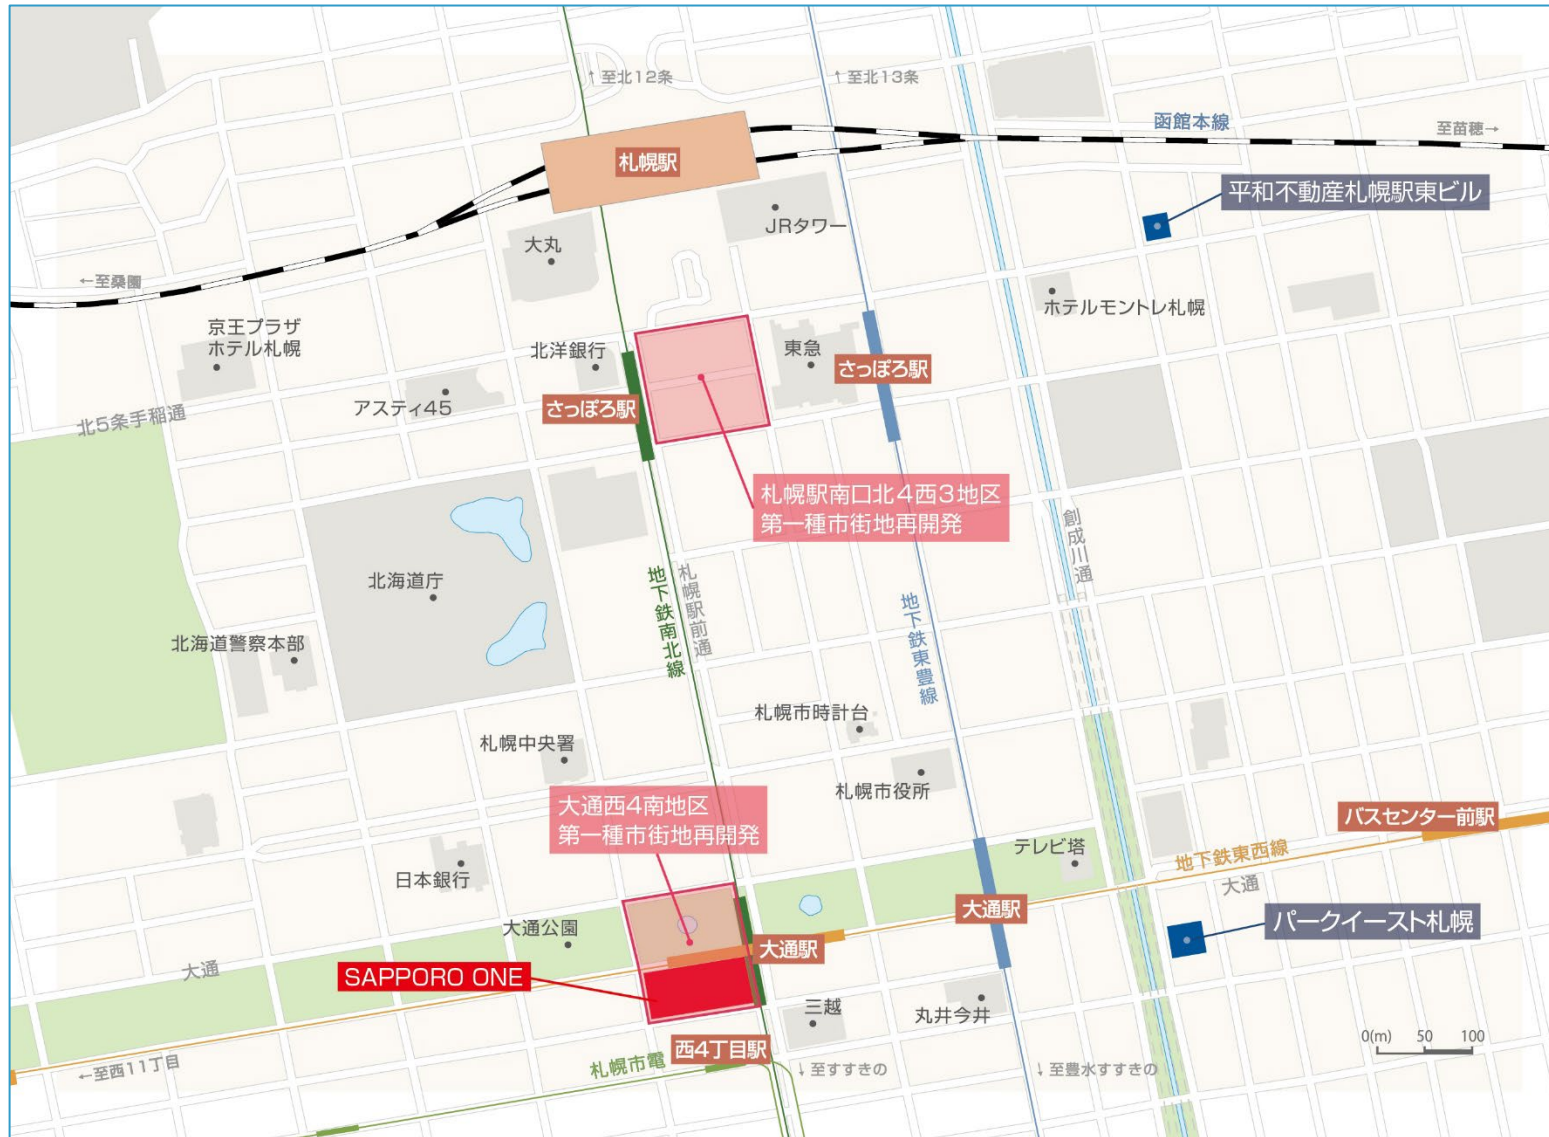 ↑至北12条
↑至北13条
函館本線
至苗穂→
札幌駅
平和不動産札幌駅東ビル
JRタワー
大丸
←至桑園
ホテルモントレ札幌
京王プラザ
ホテル札幌
北洋銀行
東急
さっぽろ駅
アスティ45
さっぽろ駅
北5条手稲通
札幌駅南口北4西3地区
第一種市街地再開発
創成川通
北海道庁
地下鉄南北線
札幌駅前通
地下鉄東豊線
北海道警察本部
札幌市時計台
札幌中央署
札幌市役所
大通西4南地区
第一種市街地再開発
バスセンター前駅
テレビ塔
地下鉄東西線
日本銀行
大通
大通駅
大通公園
パークイースト札幌
大通駅
大通
SAPPORO ONE
三越
丸井今井
0(m) 50 100
西4丁目駅
←至西11丁目
札幌市電
↓至すすきの
↓至豊水すすきの